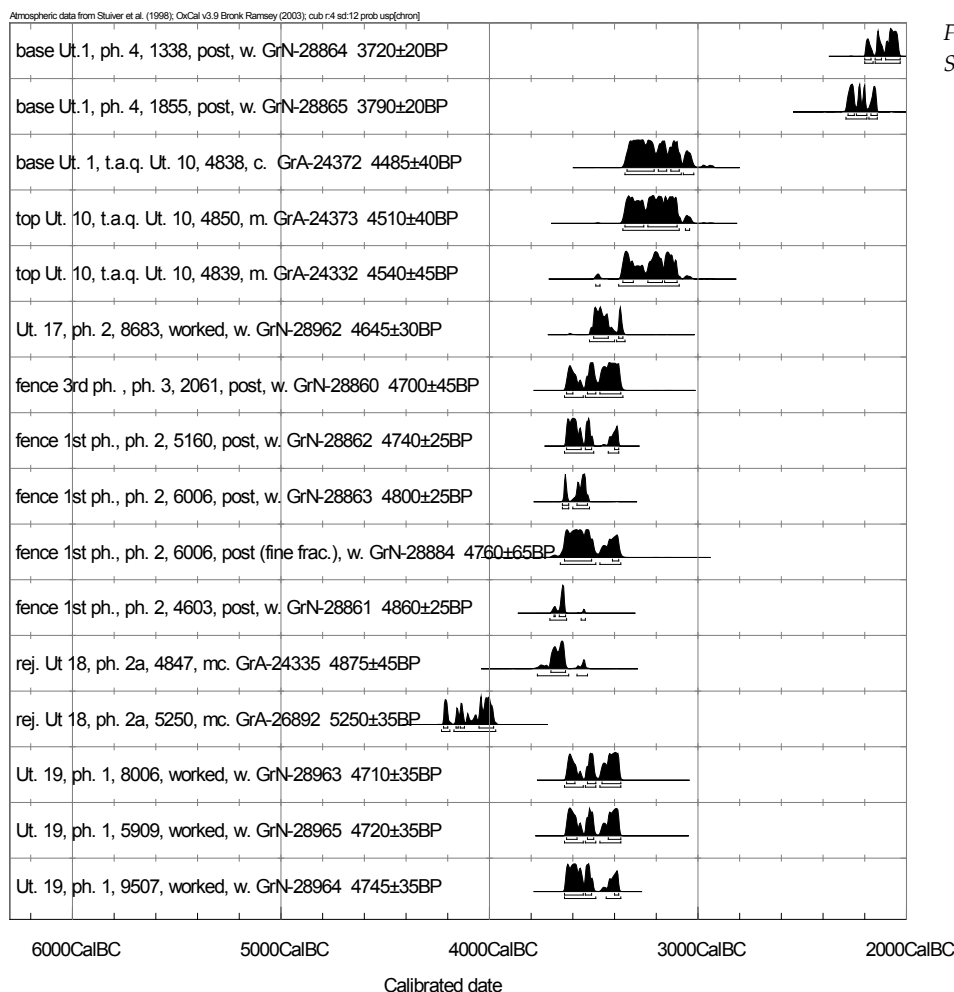 Atmospheric data from Stuiver et al. (1998); OxCal v3.9 Bronk Ramsey (2003); cub r:4 sd:12 prob usp[chron]
base Ut.1, ph. 4, 1338, post, w. GrN-28864 3720±20BP
base Ut.1, ph. 4, 1855, post, w. GrN-28865 3790±20BP
base Ut. 1, t.a.q. Ut. 10, 4838, c. GrA-24372 4485±40BP
top Ut. 10, t.a.q. Ut. 10, 4850, m. GrA-24373 4510±40BP
top Ut. 10, t.a.q. Ut. 10, 4839, m. GrA-24332 4540±45BP
Ut. 17, ph. 2, 8683, worked, w. GrN-28962 4645±30BP
fence 3rd ph. , ph. 3, 2061, post, w. GrN-28860 4700±45BP
fence 1st ph., ph. 2, 5160, post, w. GrN-28862 4740±25BP
fence 1st ph., ph. 2, 6006, post, w. GrN-28863 4800±25BP
fence 1st ph., ph. 2, 6006, post (fine frac.), w. GrN-28884 4760±65BP
fence 1st ph., ph. 2, 4603, post, w. GrN-28861 4860±25BP
rej. Ut 18, ph. 2a, 4847, mc. GrA-24335 4875±45BP
rej. Ut 18, ph. 2a, 5250, mc. GrA-26892 5250±35BP
Ut. 19, ph. 1, 8006, worked, w. GrN-28963 4710±35BP
Ut. 19, ph. 1, 5909, worked, w. GrN-28965 4720±35BP
Ut. 19, ph. 1, 9507, worked, w. GrN-28964 4745±35BP
6000CalBC 5000CalBC 4000CalBC 3000CalBC 2000CalBC
Calibrated date